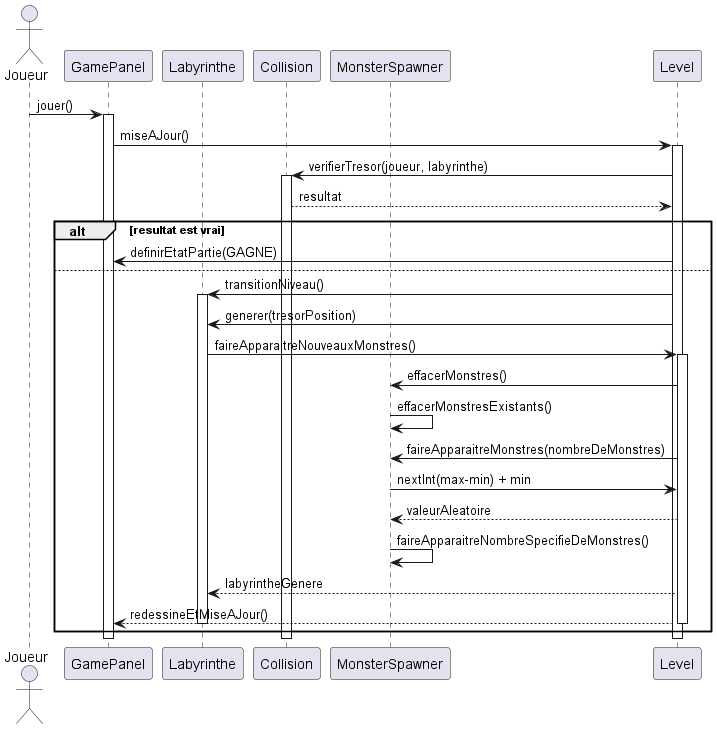 Joueur
GamePanel
Labyrinthe
Collision
MonsterSpawner
Level
jouer()
miseAJour()
verifierTresor(joueur, labyrinthe)
resultat
alt
[resultat est vrai]
definirEtatPartie(GAGNE)
transitionNiveau()
generer(tresorPosition)
faireApparaitreNouveauxMonstres()
effacerMonstres()
effacerMonstresExistants()
faireApparaitreMonstres(nombreDeMonstres)
nextInt(max-min) + min
valeurAleatoire
faireApparaitreNombreSpecifieDeMonstres()
labyrintheGenere
redessineEtMiseAJour()
Joueur
GamePanel
Labyrinthe
Collision
MonsterSpawner
Level